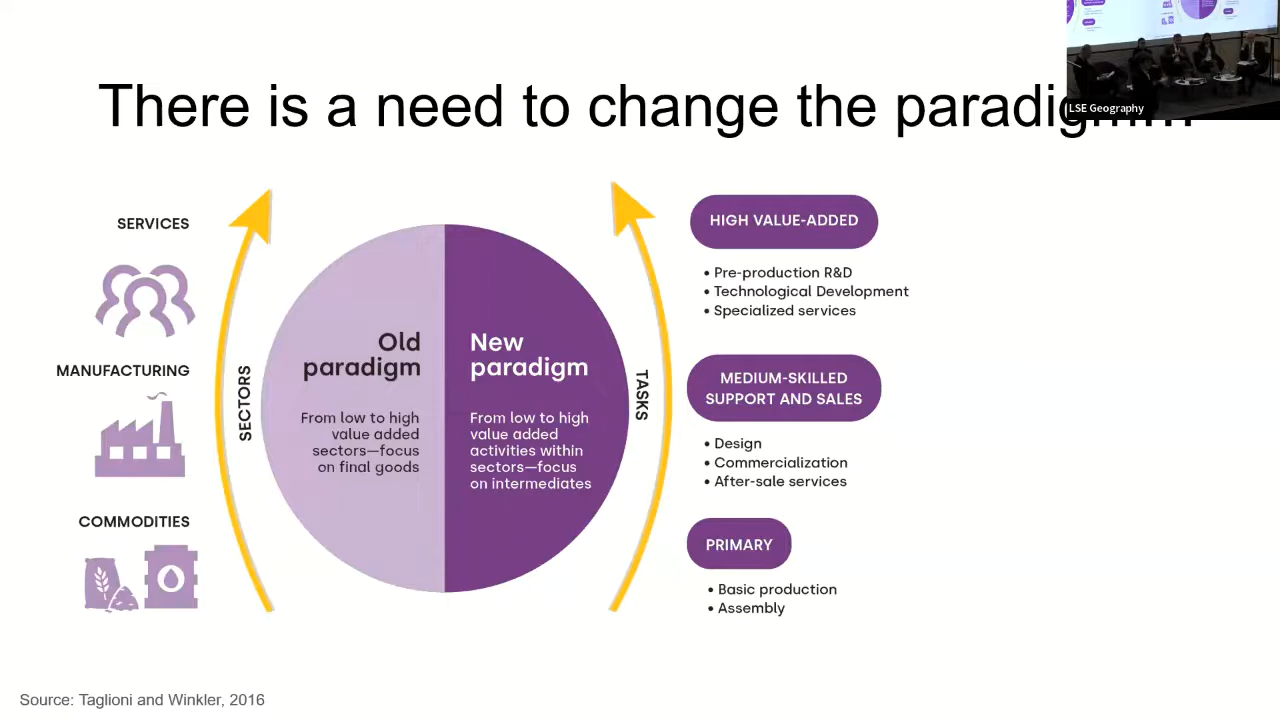 There is a need to change the
LSE Geography
SERVICES
MANUFACTURING
COMMODITIES
SECTORS
Old
paradigm
From low to high
value added
sectors—focus
on final goods
New
paradigm
From low to high
value added
activities within
sectors—focus
on intermediates
TASKS
HIGH VALUE-ADDED
• Pre-production R&D
• Technological Development
• Specialized services
MEDIUM-SKILLED
SUPPORT AND SALES
• Design
• Commercialization
• After-sale services
PRIMARY
• Basic production
• Assembly
Source: Taglioni and Winkler, 2016